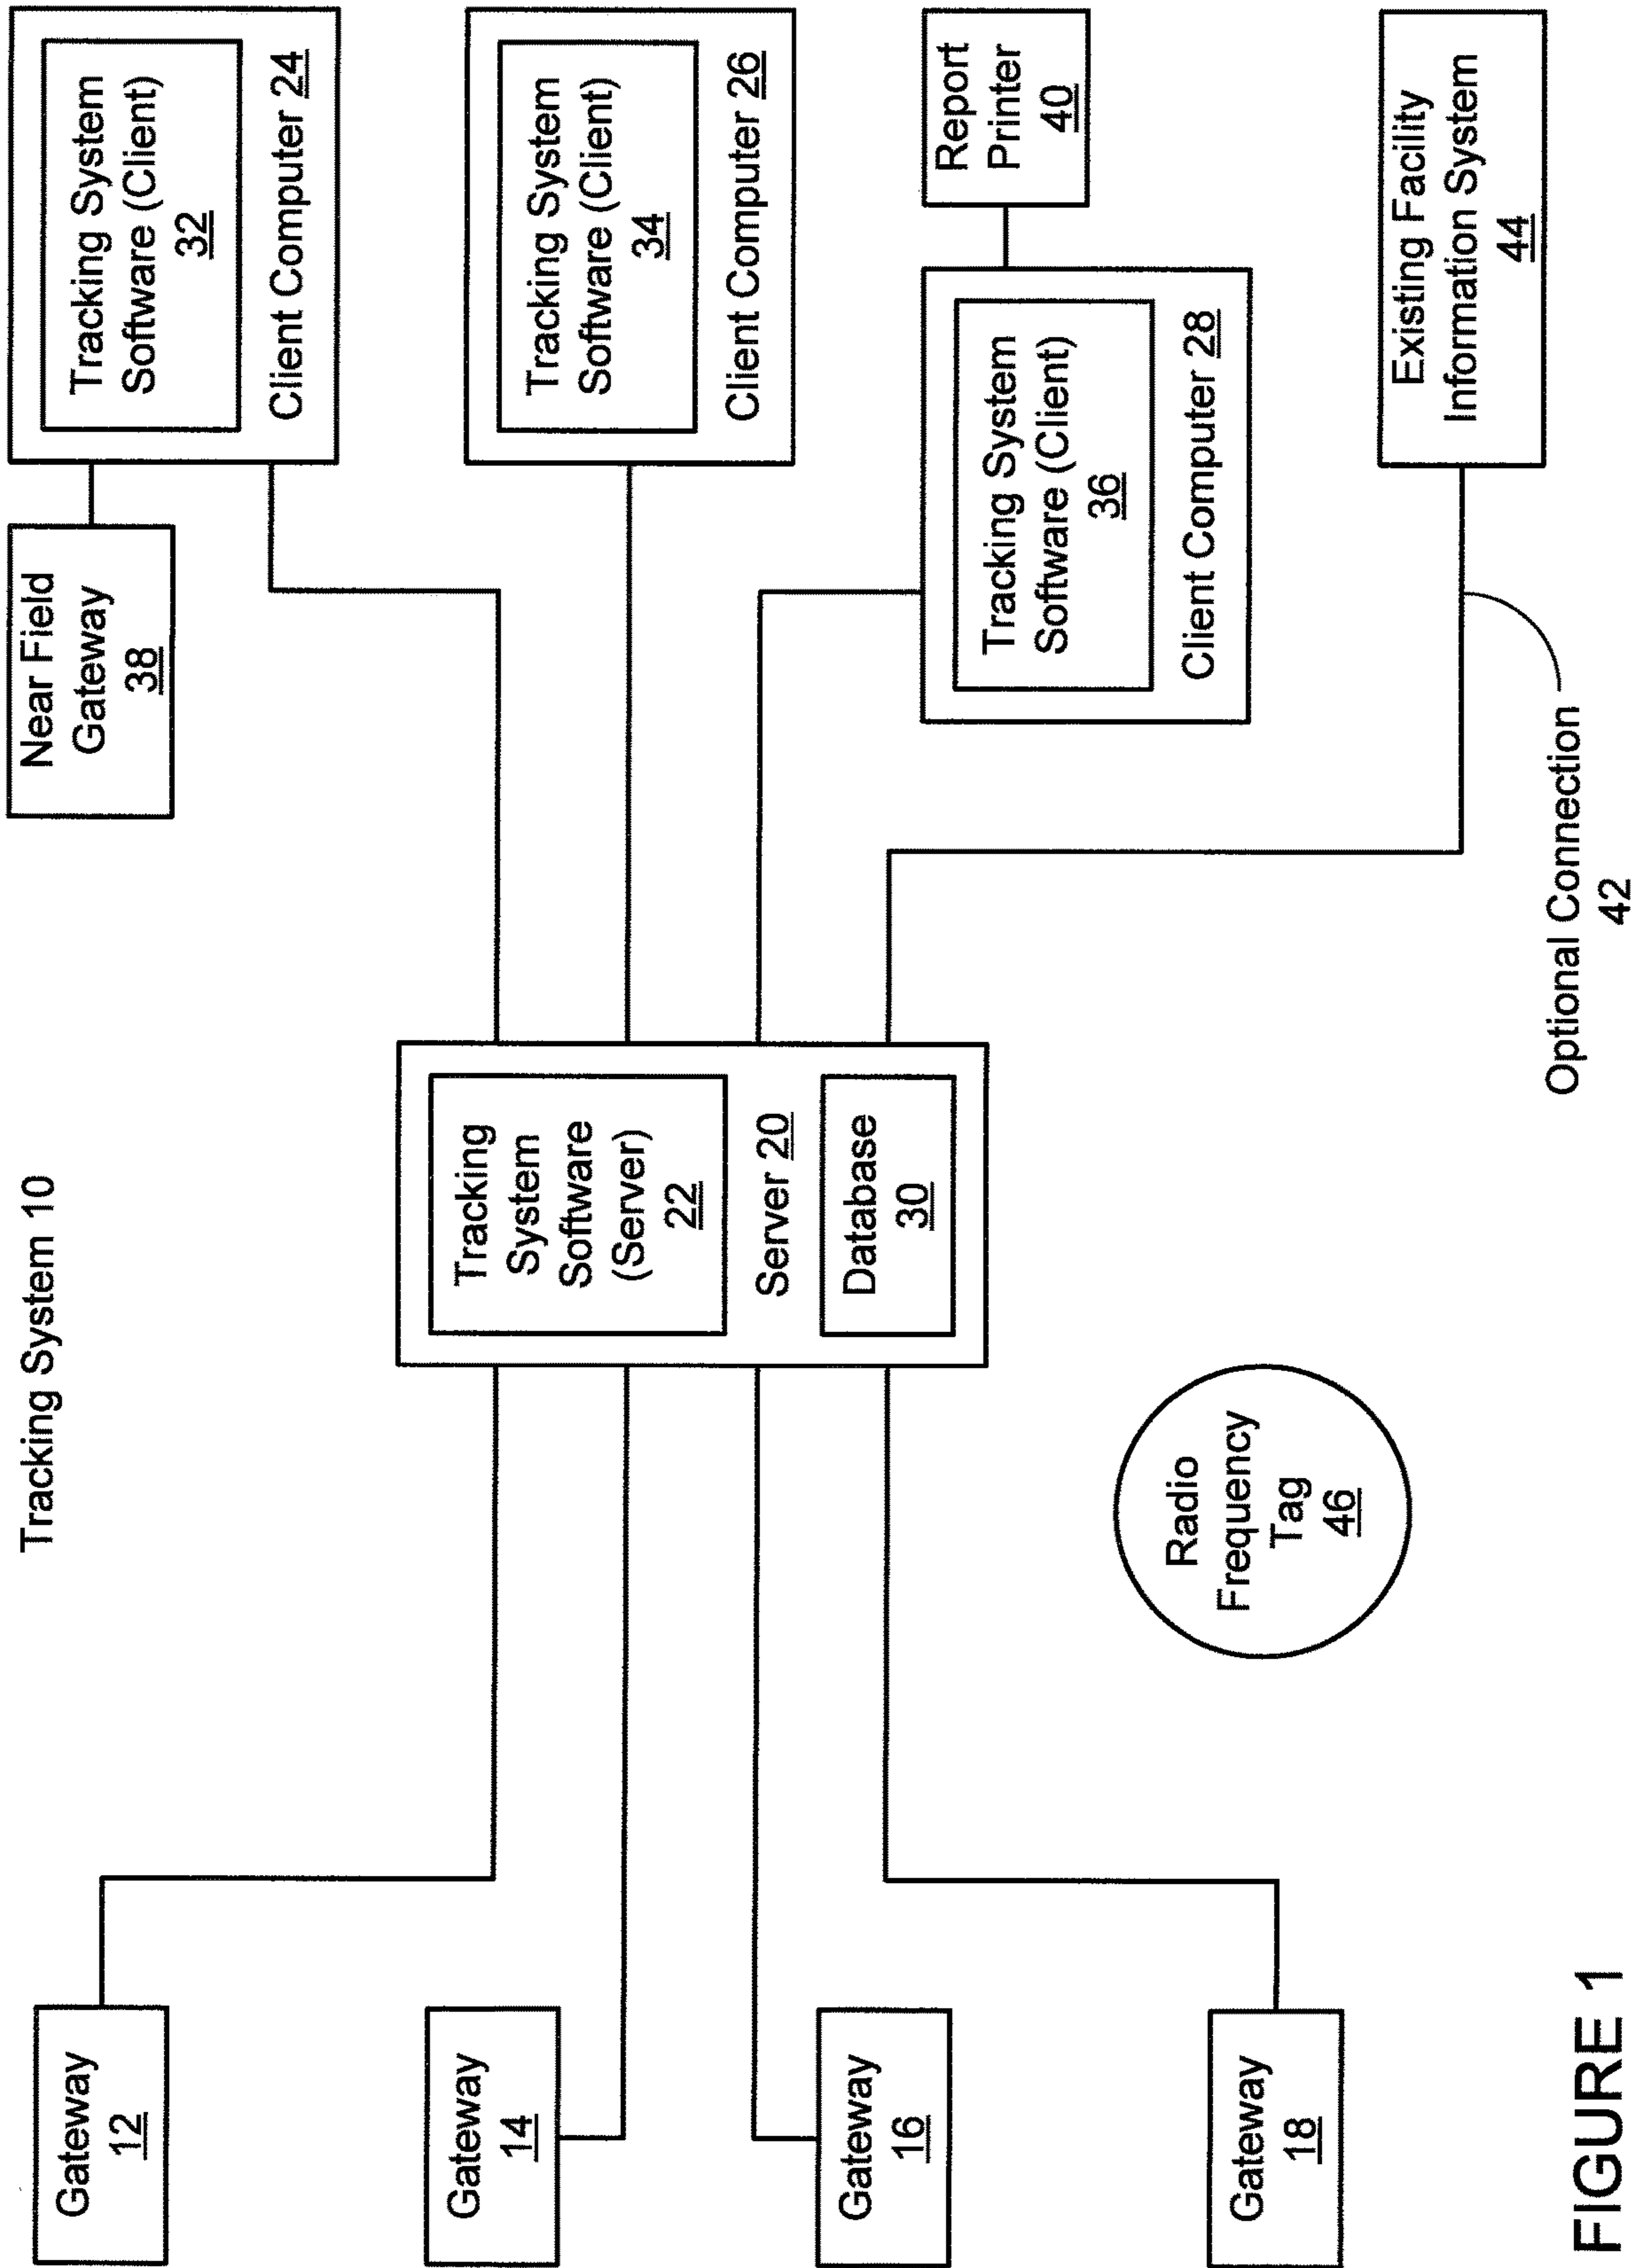 Tracking System 10
Gateway
12
Gateway
14
Gateway
16
Gateway
18
Tracking
System
Software
(Server)
22
Server 20
Database
30
Radio
Frequency
Tag
46
Near Field
Gateway
38
Tracking System
Software (Client)
32
Client Computer 24
Tracking System
Software (Client)
34
Client Computer 26
Report
Printer
40
Tracking System
Software (Client)
36
Client Computer 28
Existing Facility
Information System
44
Optional Connection
42
FIGURE 1